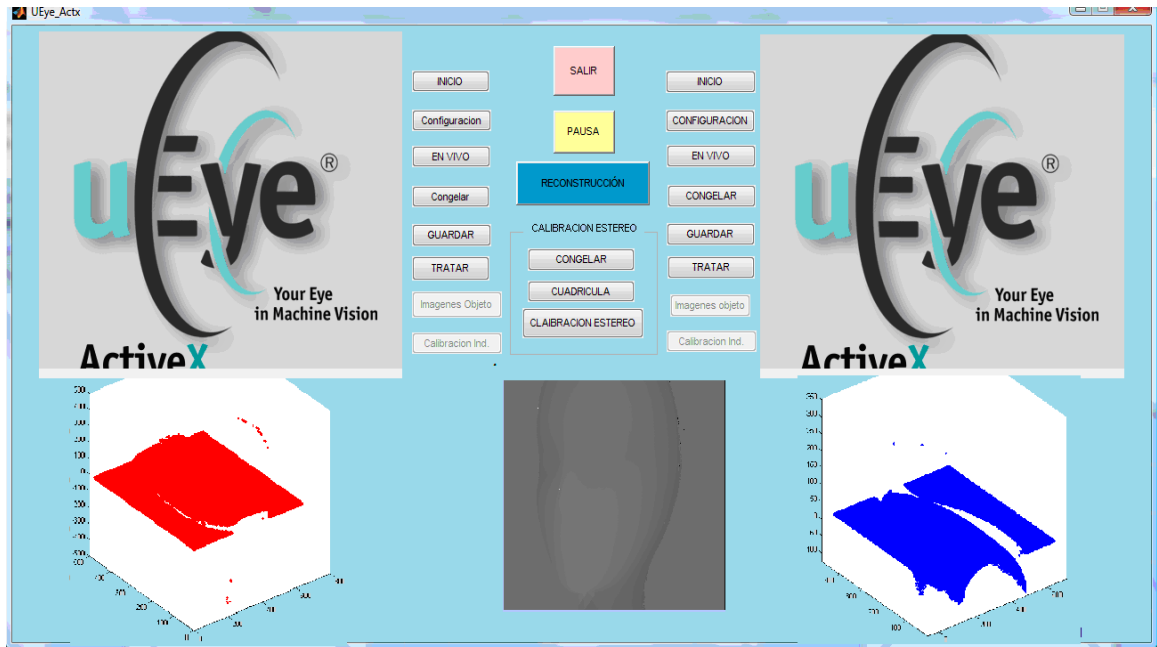 UEye_Actx
uEye®
Your Eye
in Machine Vision
ActiveX
INICIO
Configuracion
EN VIVO
Congelar
GUARDAR
TRATAR
Imagenes Objeto
Calibracion Ind.
SALIR
PAUSA
RECONSTRUCCIÓN
CALIBRACION ESTEREO
CONGELAR
CUADRICULA
CLAIBRACION ESTEREO
INICIO
CONFIGURACION
EN VIVO
CONGELAR
GUARDAR
TRATAR
Imagenes objeto
Calibracion Ind.
uEye®
Your Eye
in Machine Vision
ActiveX